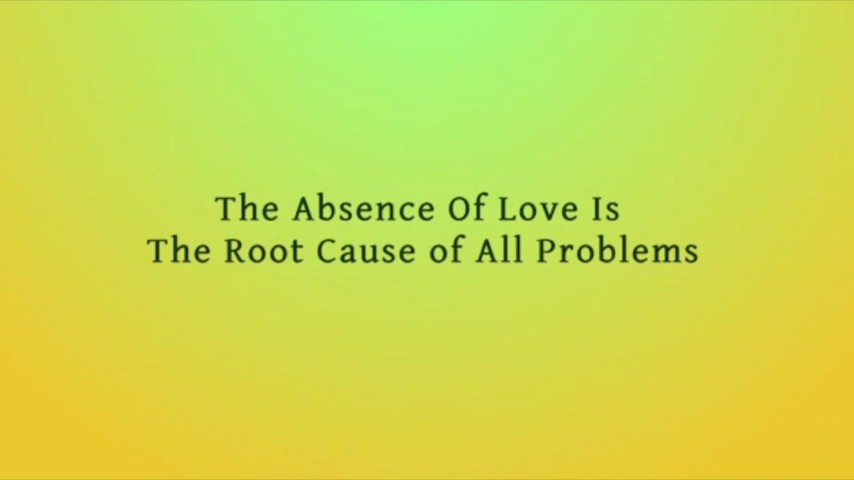 The Absence Of Love Is
The Root Cause of All Problems